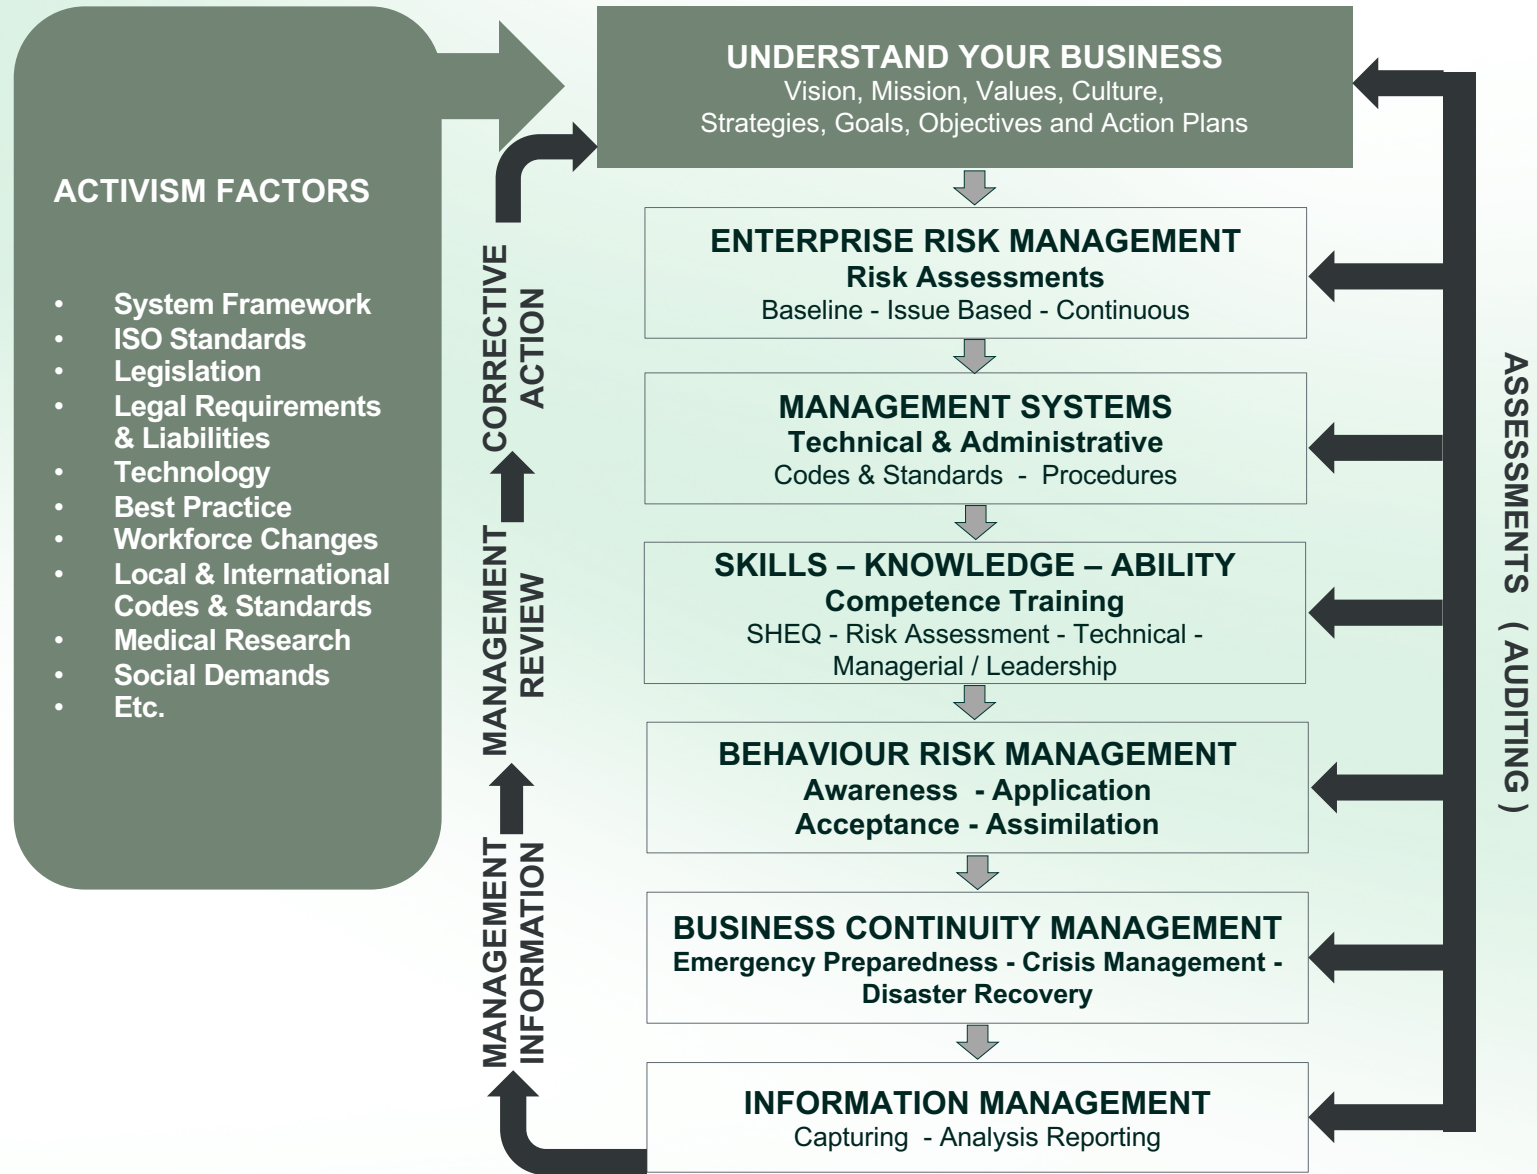 ACTIVISM FACTORS
• System Framework
• ISO Standards
• Legislation
• Legal Requirements
& Liabilities
• Technology
• Best Practice
• Workforce Changes
• Local & International
Codes & Standards
• Medical Research
• Social Demands
• Etc.
UNDERSTAND YOUR BUSINESS
Vision, Mission, Values, Culture,
Strategies, Goals, Objectives and Action Plans
ENTERPRISE RISK MANAGEMENT
Risk Assessments
Baseline - Issue Based - Continuous
MANAGEMENT SYSTEMS
Technical & Administrative
Codes & Standards - Procedures
SKILLS – KNOWLEDGE – ABILITY
Competence Training
SHEQ - Risk Assessment - Technical -
Managerial / Leadership
BEHAVIOUR RISK MANAGEMENT
Awareness - Application
Acceptance - Assimilation
BUSINESS CONTINUITY MANAGEMENT
Emergency Preparedness - Crisis Management -
Disaster Recovery
INFORMATION MANAGEMENT
Capturing - Analysis Reporting
MANAGEMENT
INFORMATION
MANAGEMENT
REVIEW
CORRECTIVE
ACTION
ASSESSMENTS ( AUDITING )